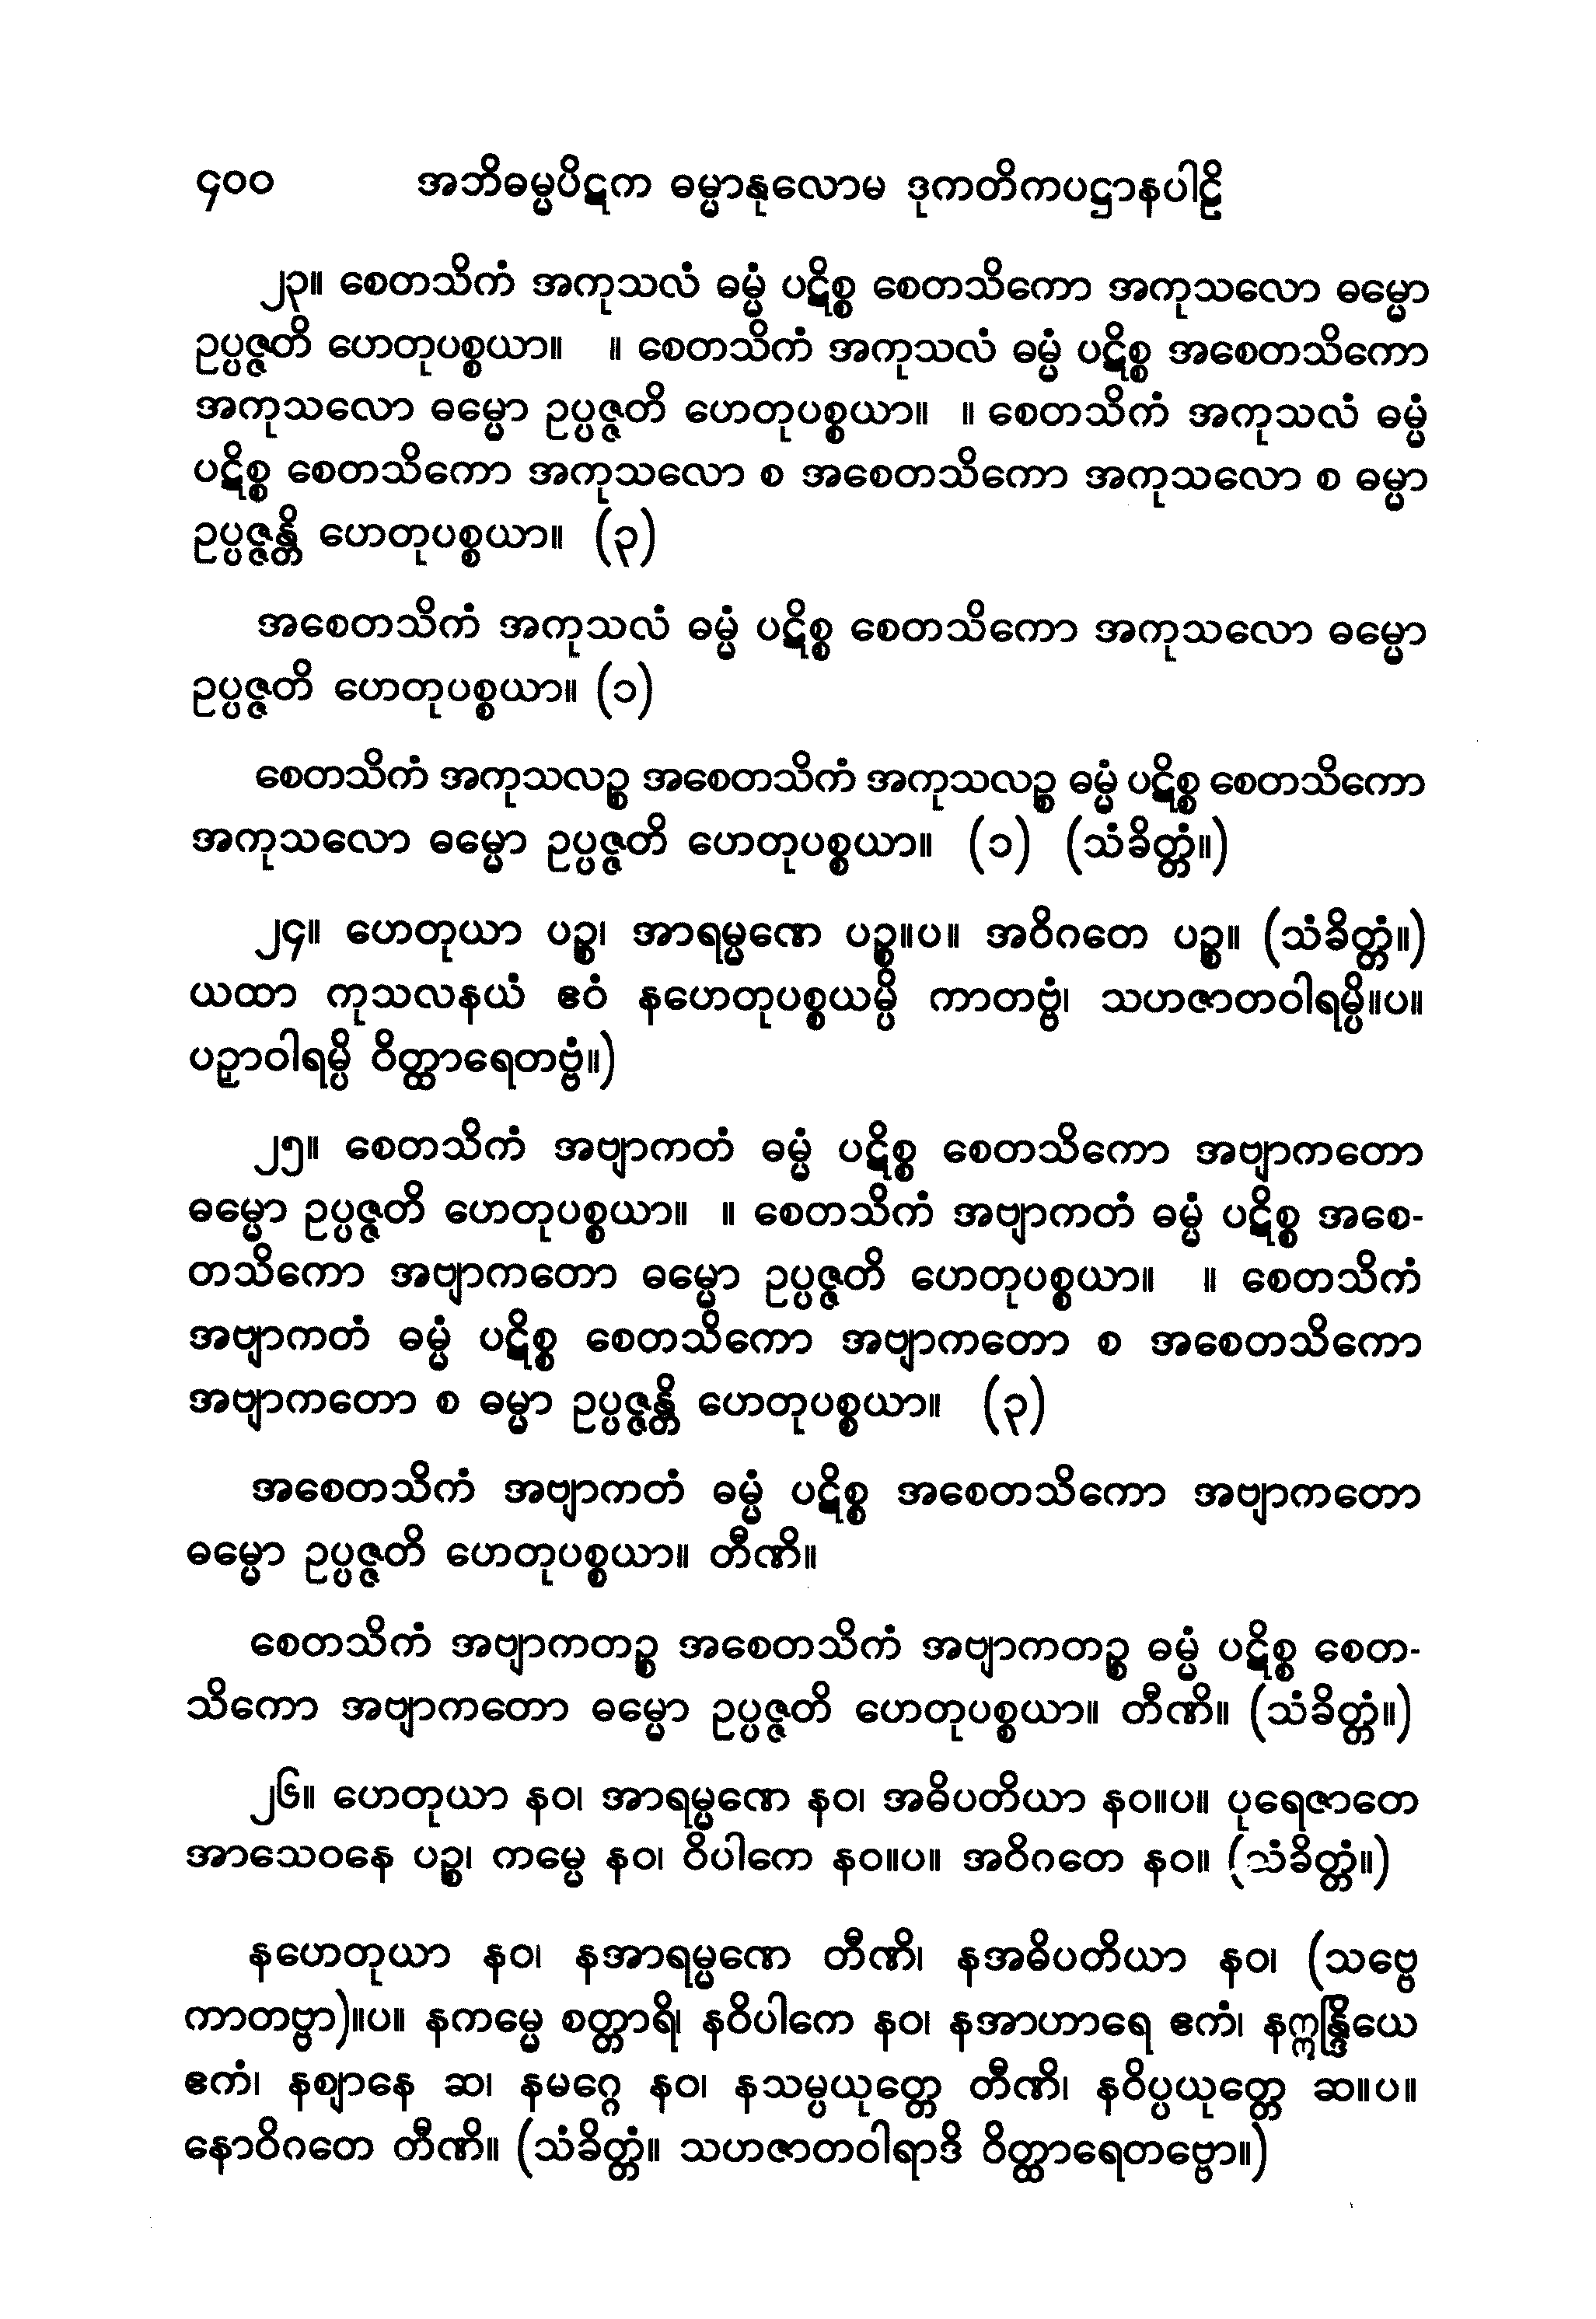 ၄၀၀ အဘိဓမ္မပိဋက ဓမ္မာနုလောမ ဒုကတိကပဋ္ဌာနပါဠိ
၂၃။ စေတသိကံ အကုသလံ ဓမ္မံ ပဋိစ္စ စေတသိကော အကုသလော ဓမ္မော
ဥပ္ပဇ္ဇတိ ဟေတုပစ္စယာ။ ။ စေတသိကံ အကုသလံ ဓမ္မံ ပဋိစ္စ အစေတသိကော
အကုသလော ဓမ္မော ဥပ္ပဇ္ဇတိ ဟေတုပစ္စယာ။ ။ စေတသိကံ အကုသလံ ဓမ္မံ
ပဋိစ္စ စေတသိကော အကုသလော စ အစေတသိကော အကုသလော စ ဓမ္မာ
ဥပ္ပဇ္ဇန္တိ ဟေတုပစ္စယာ။ (၃)
အစေတသိကံ အကုသလံ ဓမ္မံ ပဋိစ္စ စေတသိကော အကုသလော ဓမ္မော
ဥပ္ပဇ္ဇတိ ဟေတုပစ္စယာ။ (၁)
စေတသိကံ အကုသလဉ္စ အစေတသိကံ အကုသလဉ္စ ဓမ္မံ ပဋိစ္စ စေတသိကော
အကုသလော ဓမ္မော ဥပ္ပဇ္ဇတိ ဟေတုပစ္စယာ။ (၁) (သံခိတ္တံ။)
၂၄။ ဟေတုယာ ပဉ္စ၊ အာရမ္မဏေ ပဉ္စ။ပ။ အဝိဂတေ ပဉ္စ။ (သံခိတ္တံ။)
ယထာ ကုသလနယံ ဧဝံ နဟေတုပစ္စယမ္ပိ ကာတဗ္ဗံ၊ သဟဇာတဝါရမ္ပိ။ပ။
ပဉှာဝါရမ္ပိ ဝိတ္ထာရေတဗ္ဗံ။)
၂၅။ စေတသိကံ အဗျာကတံ ဓမ္မံ ပဋိစ္စ စေတသိကော အဗျာကတော
ဓမ္မော ဥပ္ပဇ္ဇတိ ဟေတုပစ္စယာ။ ။ စေတသိကံ အဗျာကတံ ဓမ္မံ ပဋိစ္စ အစေ-
တသိကော အဗျာကတော ဓမ္မော ဥပ္ပဇ္ဇတိ ဟေတုပစ္စယာ။ ။ စေတသိကံ
အဗျာကတံ ဓမ္မံ ပဋိစ္စ စေတသိကော အဗျာကတော စ အစေတသိကော
အဗျာကတော စ ဓမ္မာ ဥပ္ပဇ္ဇန္တိ ဟေတုပစ္စယာ။ (၃)
အစေတသိကံ အဗျာကတံ ဓမ္မံ ပဋိစ္စ အစေတသိကော အဗျာကတော
ဓမ္မော ဥပ္ပဇ္ဇတိ ဟေတုပစ္စယာ။ တီဏိ။
စေတသိကံ အဗျာကတဉ္စ အစေတသိကံ အဗျာကတဉ္စ ဓမ္မံ ပဋိစ္စ စေတ-
သိကော အဗျာကတော ဓမ္မော ဥပ္ပဇ္ဇတိ ဟေတုပစ္စယာ။ တီဏိ။ (သံခိတ္တံ။)
၂၆။ ဟေတုယာ နဝ၊ အာရမ္မဏေ နဝ၊ အဓိပတိယာ နဝ။ပ။ ပုရေဇာတေ
အာသေဝနေ ပဉ္စ၊ ကမ္မေ နဝ၊ ဝိပါကေ နဝ။ပ။ အဝိဂတေ နဝ။ (သံခိတ္တံ။)
နဟေတုယာ နဝ၊ နအာရမ္မဏေ တီဏိ၊ နအဓိပတိယာ နဝ၊ (သဗ္ဗေ
ကာတဗ္ဗာ)။ပ။ နကမ္မေ စတ္တာရိ၊ နဝိပါကေ နဝ၊ နအာဟာရေ ဧကံ၊ နဣန္ဒြိယေ
ဧကံ၊ နဈာနေ ဆ၊ နမဂ္ဂေ နဝ၊ နသမ္ပယုတ္တေ တီဏိ၊ နဝိပ္ပယုတ္တေ ဆ။ပ။
နောဝိဂတေ တီဏိ။ (သံခိတ္တံ။ သဟဇာတဝါရာဒိ ဝိတ္ထာရေတဗ္ဗော။)